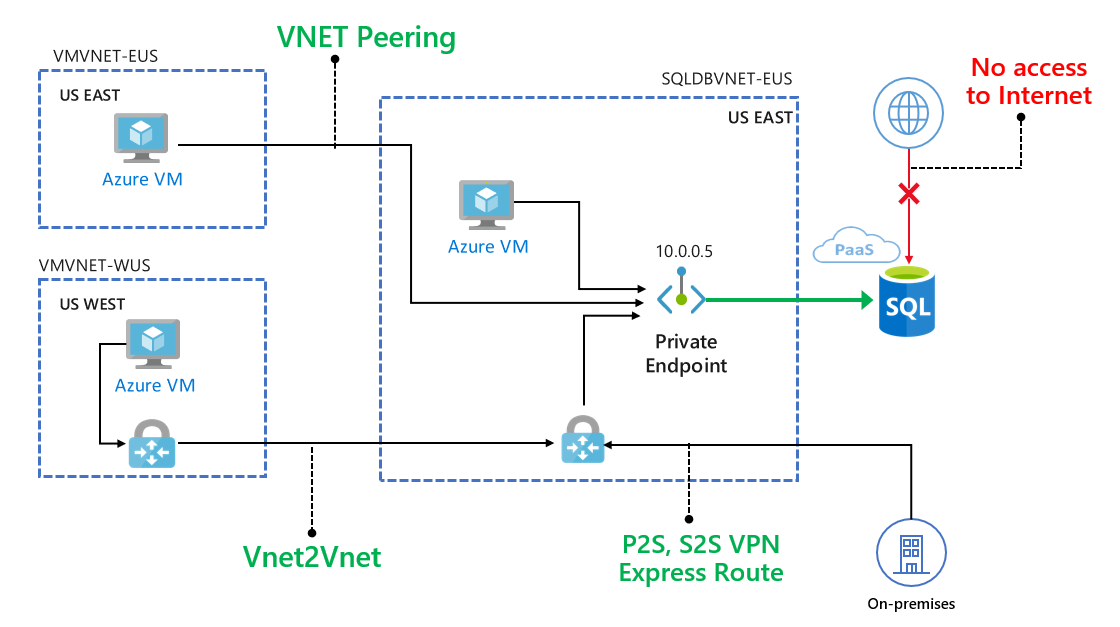 VNET Peering
VMVNET-EUS
US EAST
Azure VM
SQLDBVNET-EUS
US EAST
No access
to Internet
Azure VM
10.0.0.5
PaaS
SQL
Private
Endpoint
VMVNET-WUS
US WEST
Azure VM
Vnet2Vnet
P2S, S2S VPN
Express Route
On-premises